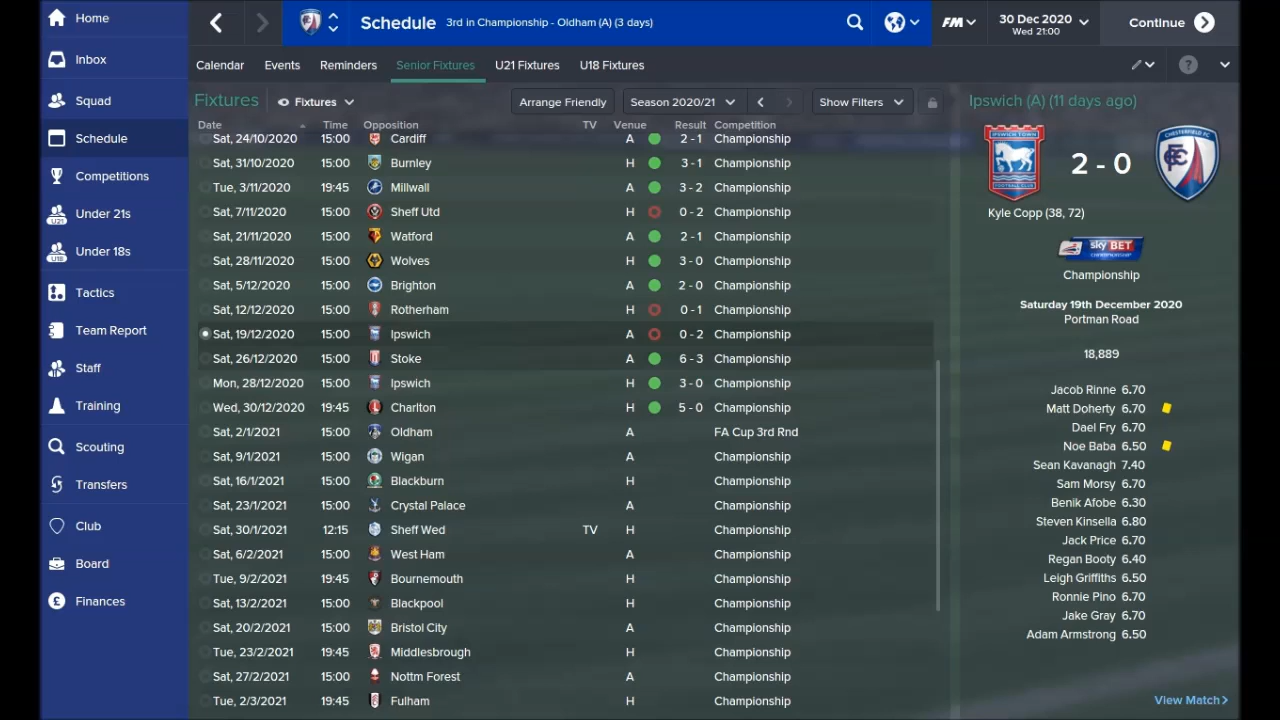 Home
Inbox
Squad
Schedule
Competitions
Under 21s
Under 18s
Tactics
Team Report
Staff
Training
Scouting
Transfers
Club
Board
Finances
Schedule 3rd in Championship - Oldham (A) (3 days)
FM
30 Dec 2020
Wed 21:00
Continue
Calendar Events Reminders Senior Fixtures U21 Fixtures U18 Fixtures
Fixtures Fixtures Arrange Friendly Season 2020/21 Show Filters
Date Time Opposition TV Venue Result Competition
Sat, 24/10/2020 15:00 Cardiff A 2 - 1 Championship
Sat, 31/10/2020 15:00 Burnley H 3 - 1 Championship
Tue, 3/11/2020 19:45 Millwall A 3 - 2 Championship
Sat, 7/11/2020 15:00 Sheff Utd H 0 - 2 Championship
Sat, 21/11/2020 15:00 Watford A 2 - 1 Championship
Sat, 28/11/2020 15:00 Wolves H 3 - 0 Championship
Sat, 5/12/2020 15:00 Brighton A 2 - 0 Championship
Sat, 12/12/2020 15:00 Rotherham H 0 - 1 Championship
Sat, 19/12/2020 15:00 Ipswich A 0 - 2 Championship
Sat, 26/12/2020 15:00 Stoke A 6 - 3 Championship
Mon, 28/12/2020 15:00 Ipswich H 3 - 0 Championship
Wed, 30/12/2020 19:45 Charlton H 5 - 0 Championship
Sat, 2/1/2021 15:00 Oldham A FA Cup 3rd Rnd
Sat, 9/1/2021 15:00 Wigan A Championship
Sat, 16/1/2021 15:00 Blackburn H Championship
Sat, 23/1/2021 15:00 Crystal Palace A Championship
Sat, 30/1/2021 12:15 Sheff Wed TV H Championship
Sat, 6/2/2021 15:00 West Ham A Championship
Tue, 9/2/2021 19:45 Bournemouth H Championship
Sat, 13/2/2021 15:00 Blackpool H Championship
Sat, 20/2/2021 15:00 Bristol City A Championship
Tue, 23/2/2021 19:45 Middlesbrough H Championship
Sat, 27/2/2021 15:00 Nottm Forest A Championship
Tue, 2/3/2021 19:45 Fulham H Championship
Ipswich (A) (11 days ago)
IPSWICH TOWN
CHESTERFIELD FC
2 - 0
Kyle Copp (38, 72)
sky BET
Championship
Saturday 19th December 2020
Portman Road
18,889
Jacob Rinne 6.70
Matt Doherty 6.70
Dael Fry 6.70
Noe Baba 6.50
Sean Kavanagh 7.40
Sam Morsy 6.70
Benik Afobe 6.30
Steven Kinsella 6.80
Jack Price 6.70
Regan Booty 6.40
Leigh Griffiths 6.50
Ronnie Pino 6.70
Jake Gray 6.70
Adam Armstrong 6.50
View Match